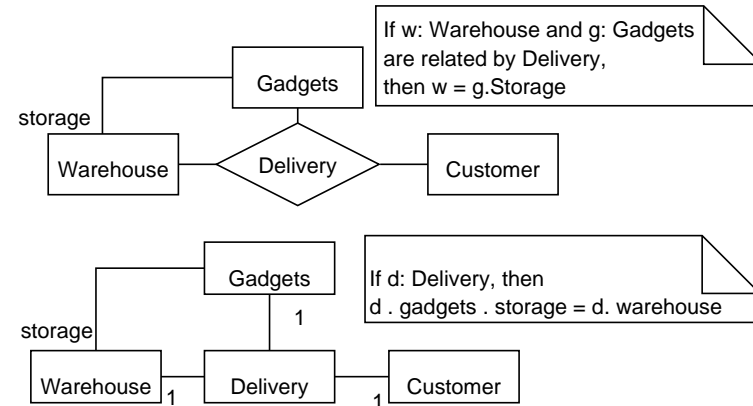 If w: Warehouse and g: Gadgets
are related by Delivery,
then w = g.Storage
Gadgets
storage
Warehouse
Delivery
Customer
Gadgets
If d: Delivery, then
d . gadgets . storage = d. warehouse
1
storage
Warehouse
1
Delivery
1
Customer